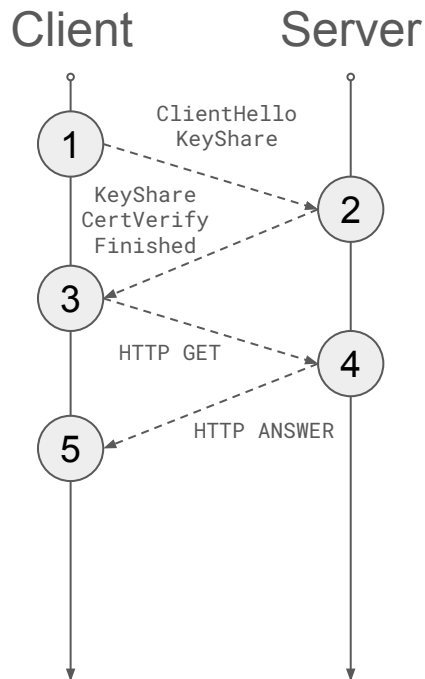 Client
Server
1
ClientHello
KeyShare
2
KeyShare
CertVerify
Finished
3
HTTP GET
4
HTTP ANSWER
5